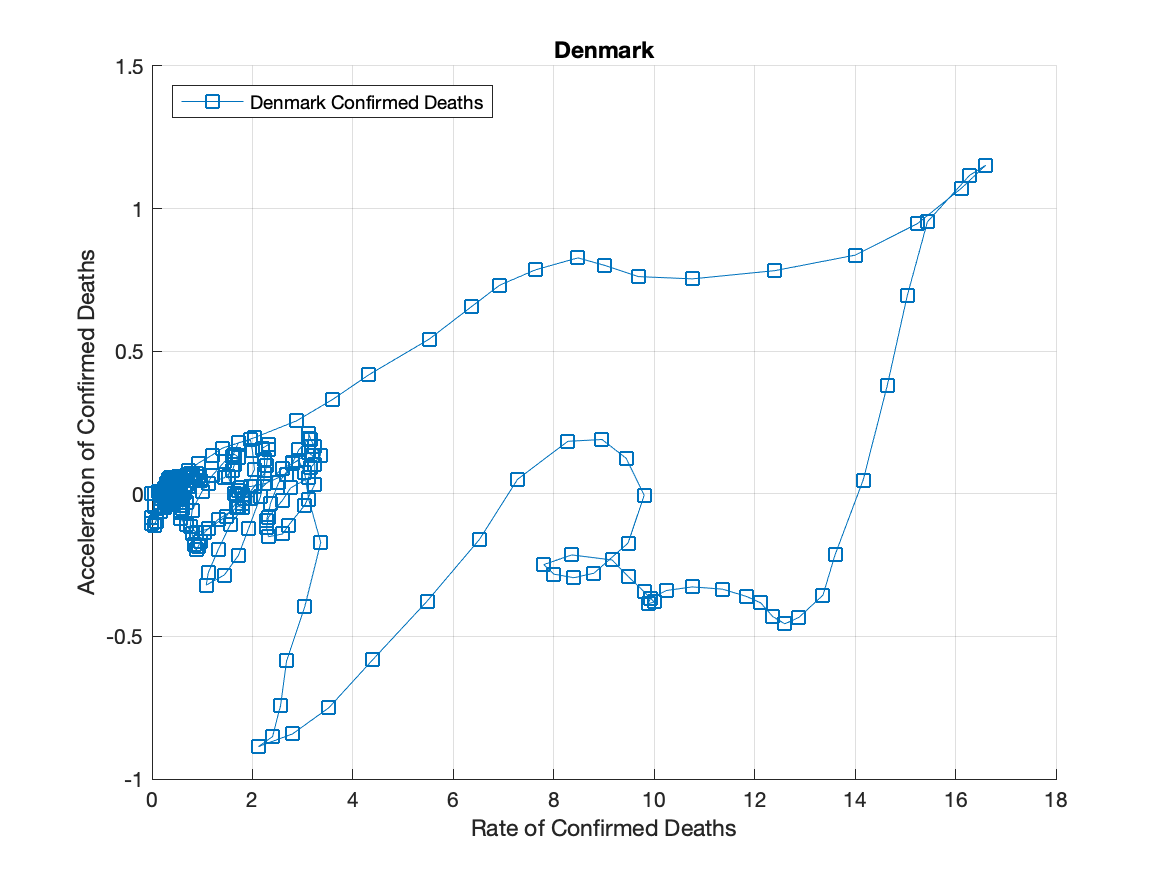 Denmark
1.5
Denmark Confirmed Deaths
1
0.5
0
-0.5
-1
Acceleration of Confirmed Deaths
0 2 4 6 8 10 12 14 16 18
Rate of Confirmed Deaths